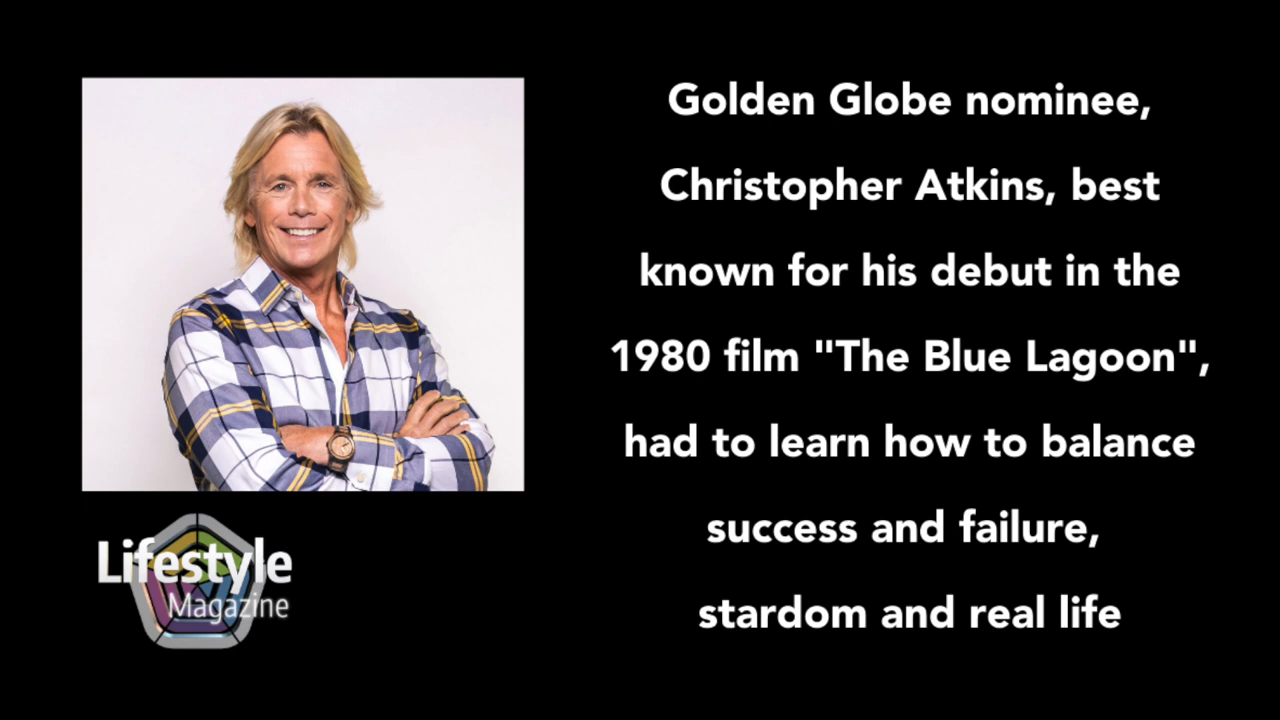 Golden Globe nominee,
Christopher Atkins, best
known for his debut in the
1980 film "The Blue Lagoon",
had to learn how to balance
success and failure,
stardom and real life
Lifestyle
Magazine